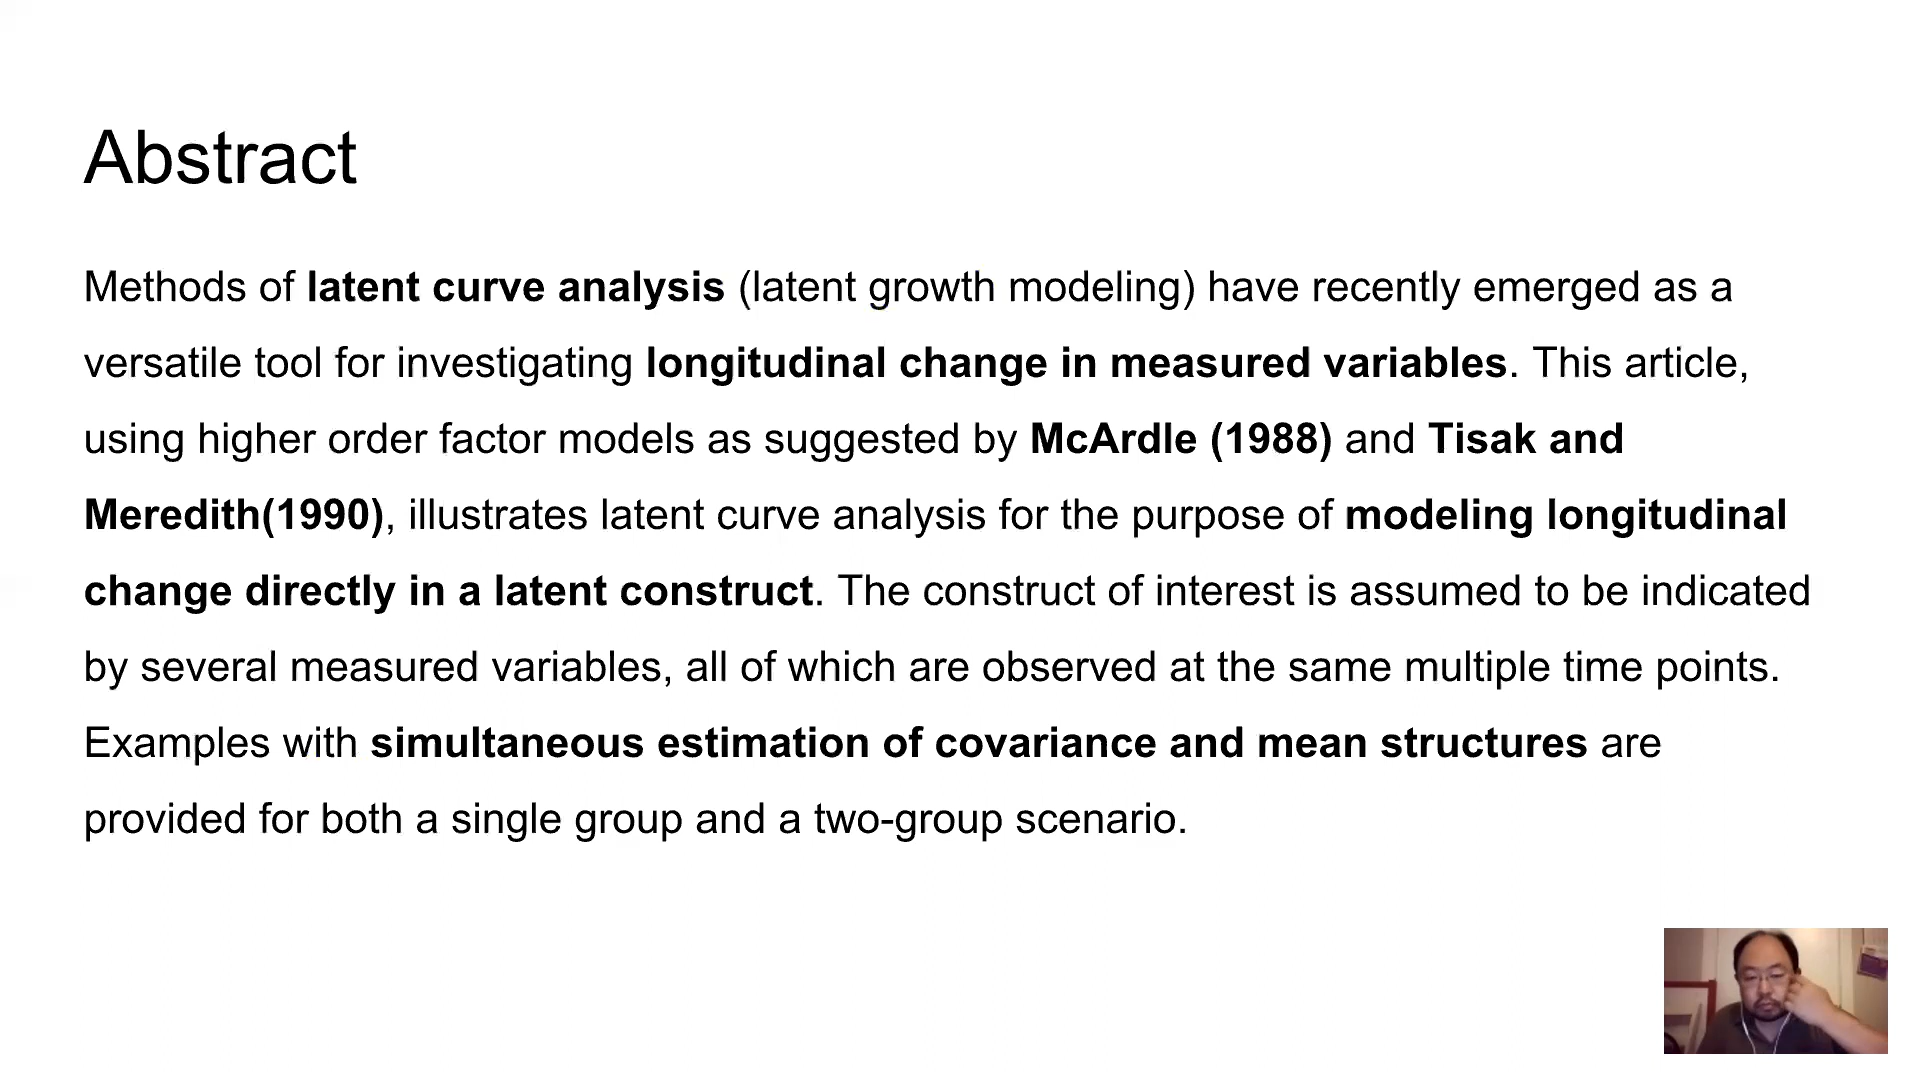 Abstract
Methods of latent curve analysis (latent growth modeling) have recently emerged as a
versatile tool for investigating longitudinal change in measured variables. This article,
using higher order factor models as suggested by McArdle (1988) and Tisak and
Meredith(1990), illustrates latent curve analysis for the purpose of modeling longitudinal
change directly in a latent construct. The construct of interest is assumed to be indicated
by several measured variables, all of which are observed at the same multiple time points.
Examples with simultaneous estimation of covariance and mean structures are
provided for both a single group and a two-group scenario.